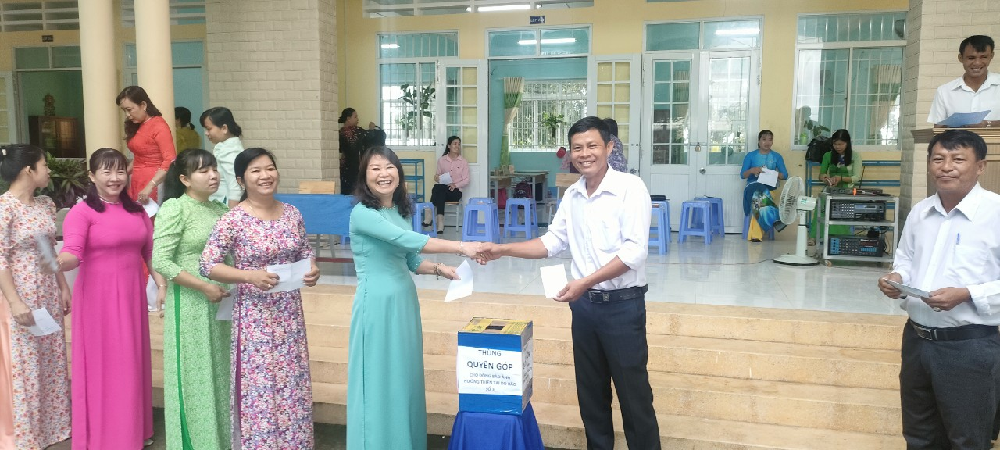 THÙNG
QUYÊN GÓP
CHO ĐỒNG BÀO ẢNH
HƯỞNG THIÊN TAI DO BÃO
SỐ 3